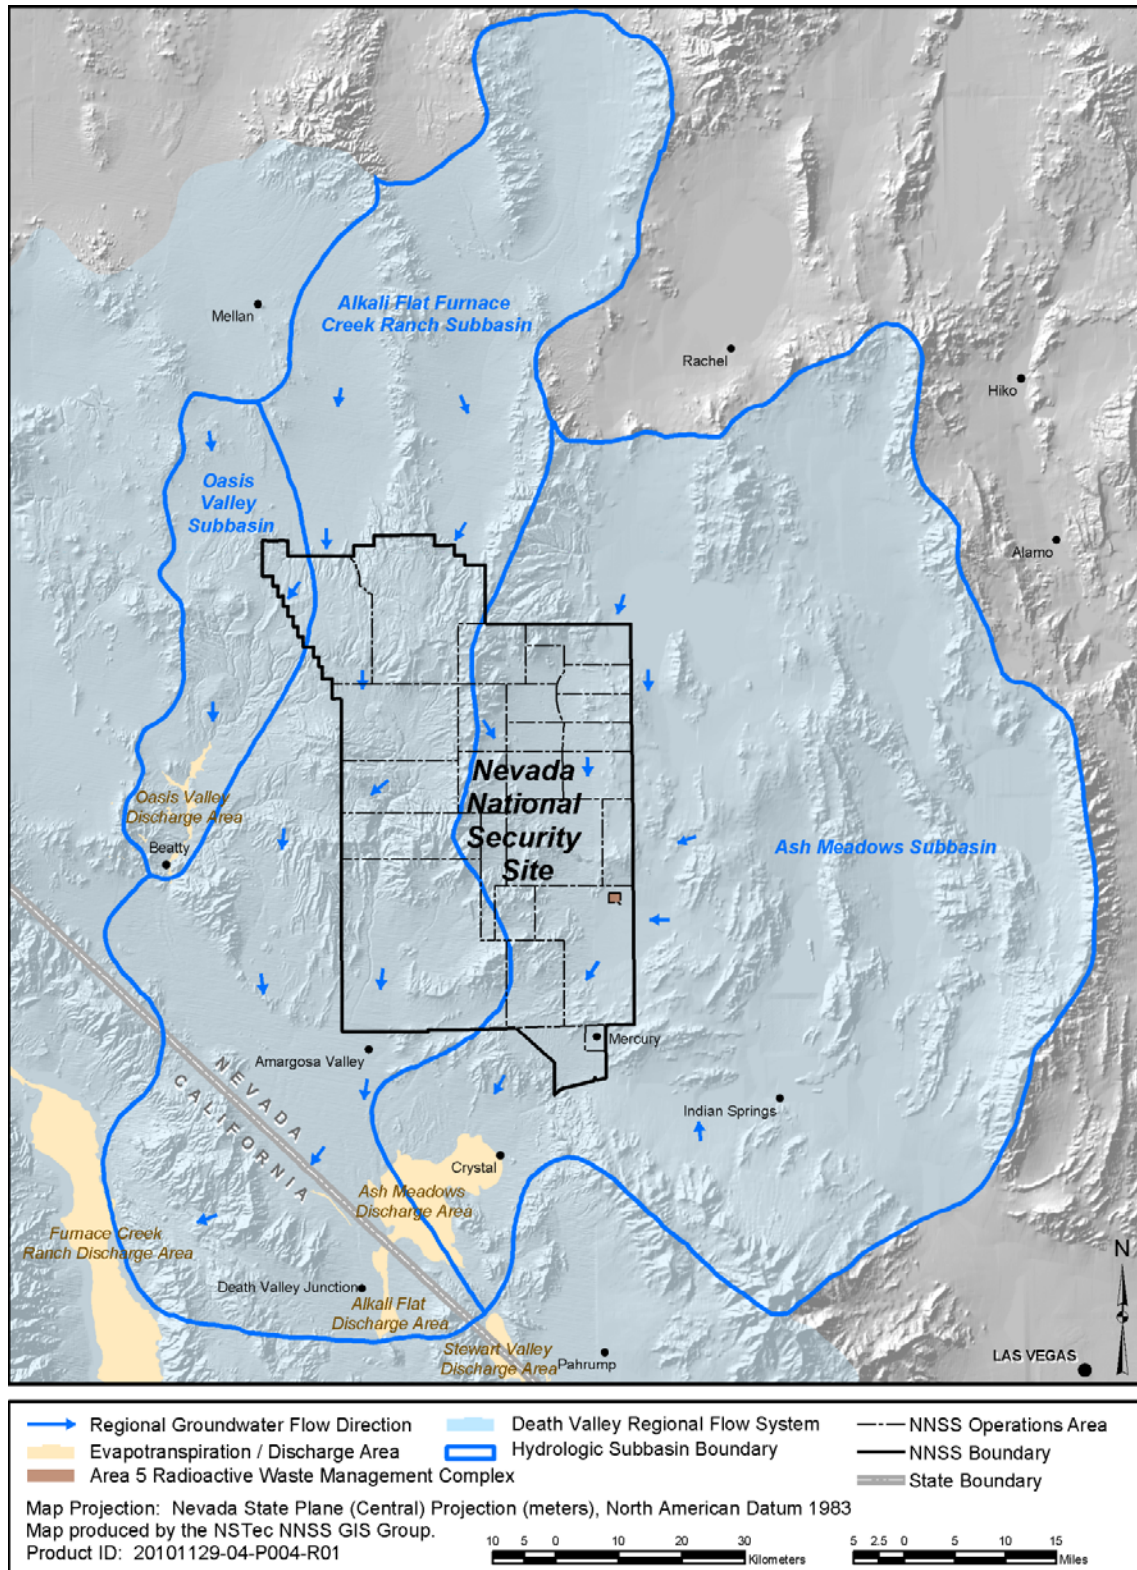 Mellan
Alkali Flat Furnace
Creek Ranch Subbasin
Rachel
Hiko
Oasis
Valley
Subbasin
Alamo
Nevada
National
Security
Site
Oasis Valley
Discharge Area
Beatty
Ash Meadows Subbasin
Mercury
Amargosa Valley
NEVADA
CALIFORNIA
Indian Springs
Crystal
Ash Meadows
Discharge Area
Furnace Creek
Ranch Discharge Area
N
Death Valley Junction
Alkali Flat
Discharge Area
Stewart Valley
Discharge Area
Pahrump
LAS VEGAS
Regional Groundwater Flow Direction
Death Valley Regional Flow System
NNSS Operations Area
Evapotranspiration / Discharge Area
Hydrologic Subbasin Boundary
NNSS Boundary
Area 5 Radioactive Waste Management Complex
State Boundary
Map Projection: Nevada State Plane (Central) Projection (meters), North American Datum 1983
Map produced by the NSTec NNSS GIS Group.
Product ID: 20101129-04-P004-R01
10 5 0 10 20 30
Kilometers
5 2.5 0 5 10 15
Miles